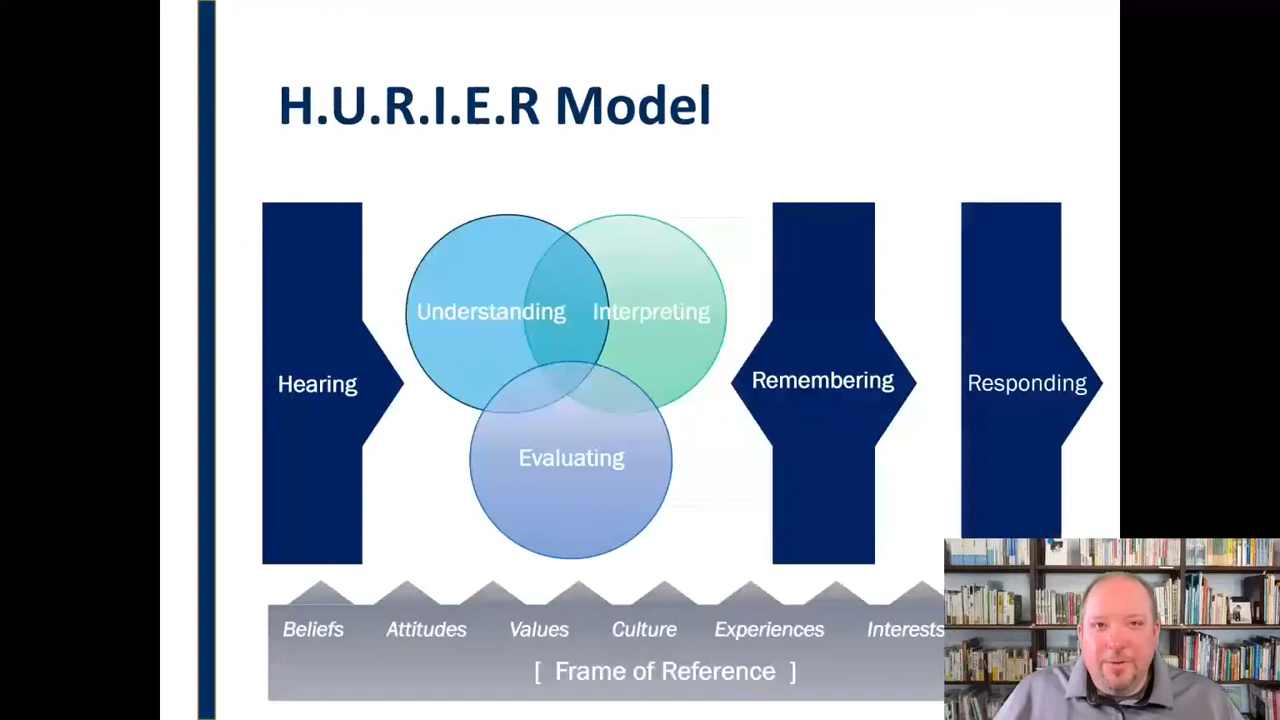 H.U.R.I.E.R Model
Hearing
Understanding
Interpreting
Evaluating
Remembering
Responding
Beliefs Attitudes Values Culture Experiences Interests
[ Frame of Reference ]